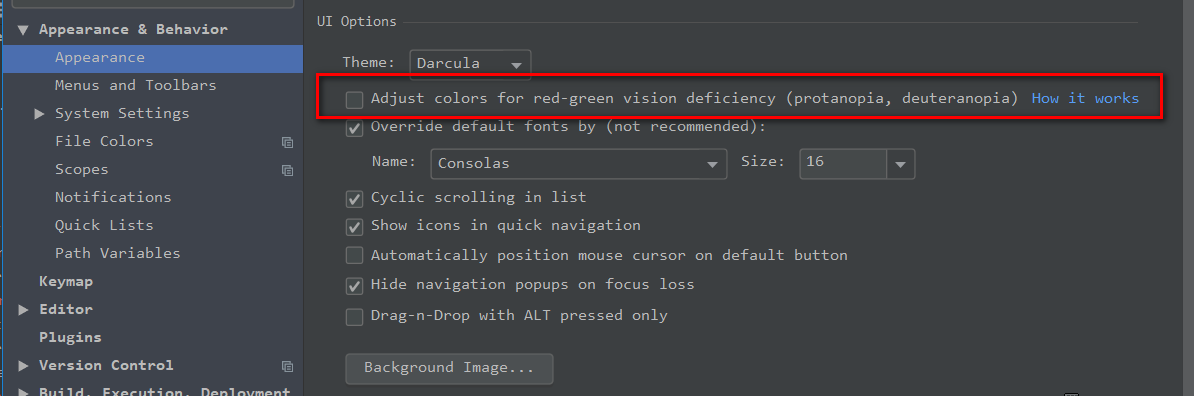 Appearance & Behavior
Appearance
Menus and Toolbars
System Settings
File Colors
Scopes
Notifications
Quick Lists
Path Variables
Keymap
Editor
Plugins
Version Control
Build, Execution, Deployment
UI Options
Theme: Darcula
Adjust colors for red-green vision deficiency (protanopia, deuteranopia) How it works
Override default fonts by (not recommended):
Name: Consolas Size: 16
Cyclic scrolling in list
Show icons in quick navigation
Automatically position mouse cursor on default button
Hide navigation popups on focus loss
Drag-n-Drop with ALT pressed only
Background Image...